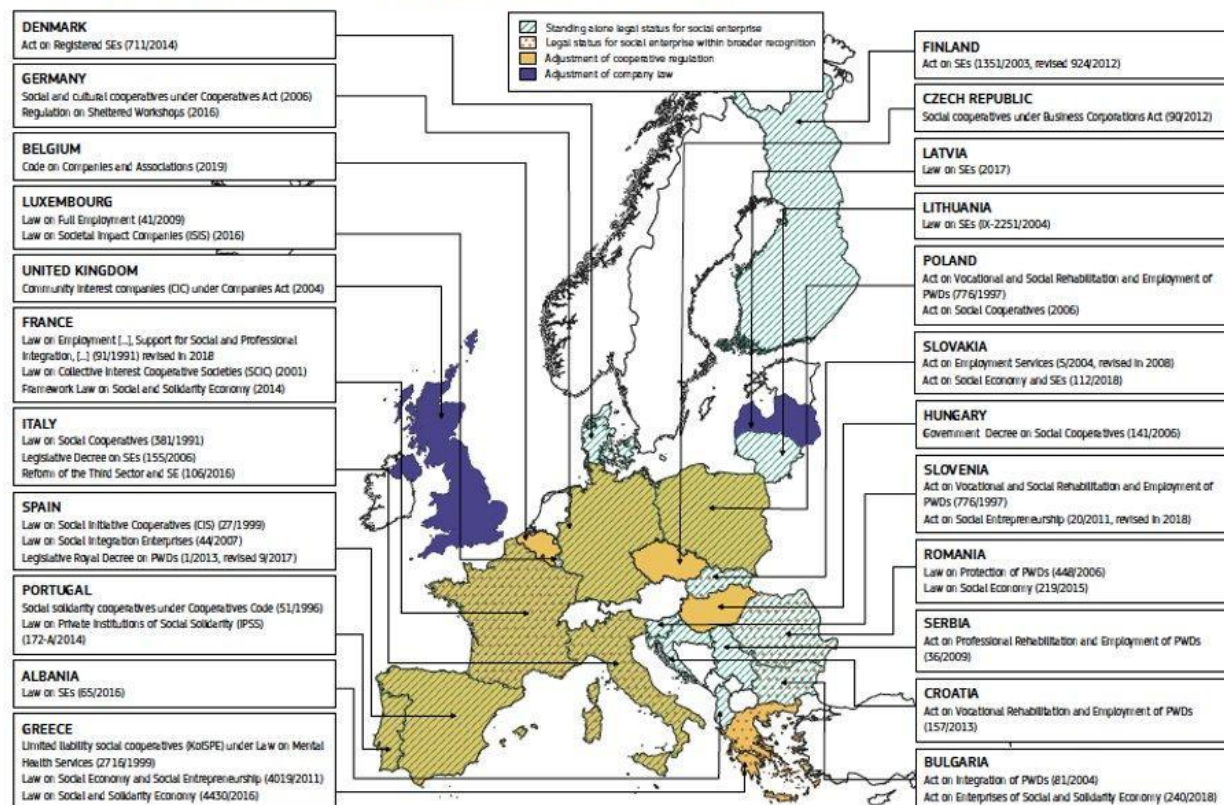 DENMARK
Act on Registered SEs (711/2014)
GERMANY
Social and cultural cooperatives under Cooperatives Act (2006)
Regulation on Sheltered Workshops (2016)
BELGIUM
Code on Companies and Associations (2019)
LUXEMBOURG
Law on Full Employment (41/2009)
Law on Societal Impact Companies (ISIS) (2016)
UNITED KINGDOM
Community interest companies (CIC) under Companies Act (2004)
FRANCE
Law on Employment [...], Support for Social and Professional
Integration, [...] (91/1991) revised in 2018
Law on Collective Interest Cooperative Societies (SCIC) (2001)
Framework Law on Social and Solidarity Economy (2014)
ITALY
Law on Social Cooperatives (381/1991)
Legislative Decree on SEs (155/2006)
Reform of the Third Sector and SE (106/2016)
SPAIN
Law on Social Initiative Cooperatives (CIS) (27/1999)
Law on Social Integration Enterprises (44/2007)
Legislative Royal Decree on PWDs (1/2013, revised 9/2017)
PORTUGAL
Social solidarity cooperatives under Cooperatives Code (51/1996)
Law on Private Institutions of Social Solidarity (IPSS)
(172-A/2014)
ALBANIA
Law on SEs (65/2016)
GREECE
Limited liability social cooperatives (KoISPE) under Law on Mental
Health Services (2716/1999)
Law on Social Economy and Social Entrepreneurship (4019/2011)
Law on Social and Solidarity Economy (4430/2016)
Standing alone legal status for social enterprise
Legal status for social enterprise within broader recognition
Adjustment of cooperative regulation
Adjustment of company law
FINLAND
Act on SEs (1351/2003, revised 924/2012)
CZECH REPUBLIC
Social cooperatives under Business Corporations Act (90/2012)
LATVIA
Law on SEs (2017)
LITHUANIA
Law on SEs (IX-2251/2004)
POLAND
Act on Vocational and Social Rehabilitation and Employment of
PWDs (776/1997)
Act on Social Cooperatives (2006)
SLOVAKIA
Act on Employment Services (5/2004, revised in 2008)
Act on Social Economy and SEs (112/2018)
HUNGARY
Government Decree on Social Cooperatives (141/2006)
SLOVENIA
Act on Vocational and Social Rehabilitation and Employment of
PWDs (776/1997)
Act on Social Entrepreneurship (20/2011, revised in 2018)
ROMANIA
Law on Protection of PWDs (448/2006)
Law on Social Economy (219/2015)
SERBIA
Act on Professional Rehabilitation and Employment of PWDs
(36/2009)
CROATIA
Act on Vocational Rehabilitation and Employment of PWDs
(157/2013)
BULGARIA
Act on Integration of PWDs (81/2004)
Act on Enterprises of Social and Solidarity Economy (240/2018)